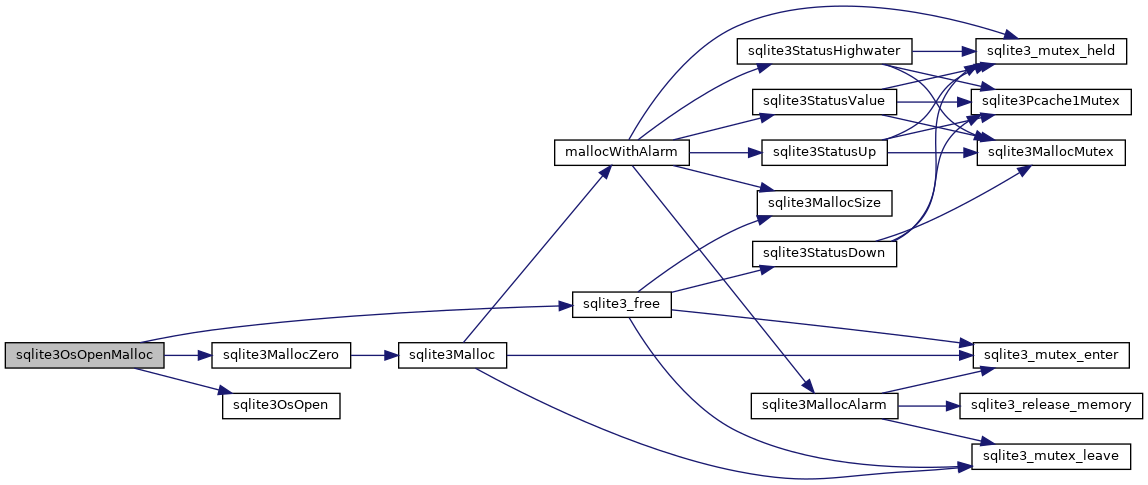 sqlite3OsOpenMalloc
sqlite3_free
sqlite3MallocZero
sqlite3OsOpen
sqlite3Malloc
mallocWithAlarm
sqlite3StatusHighwater
sqlite3StatusValue
sqlite3StatusUp
sqlite3MallocSize
sqlite3StatusDown
sqlite3MallocAlarm
sqlite3_mutex_held
sqlite3Pcache1Mutex
sqlite3MallocMutex
sqlite3_mutex_enter
sqlite3_release_memory
sqlite3_mutex_leave